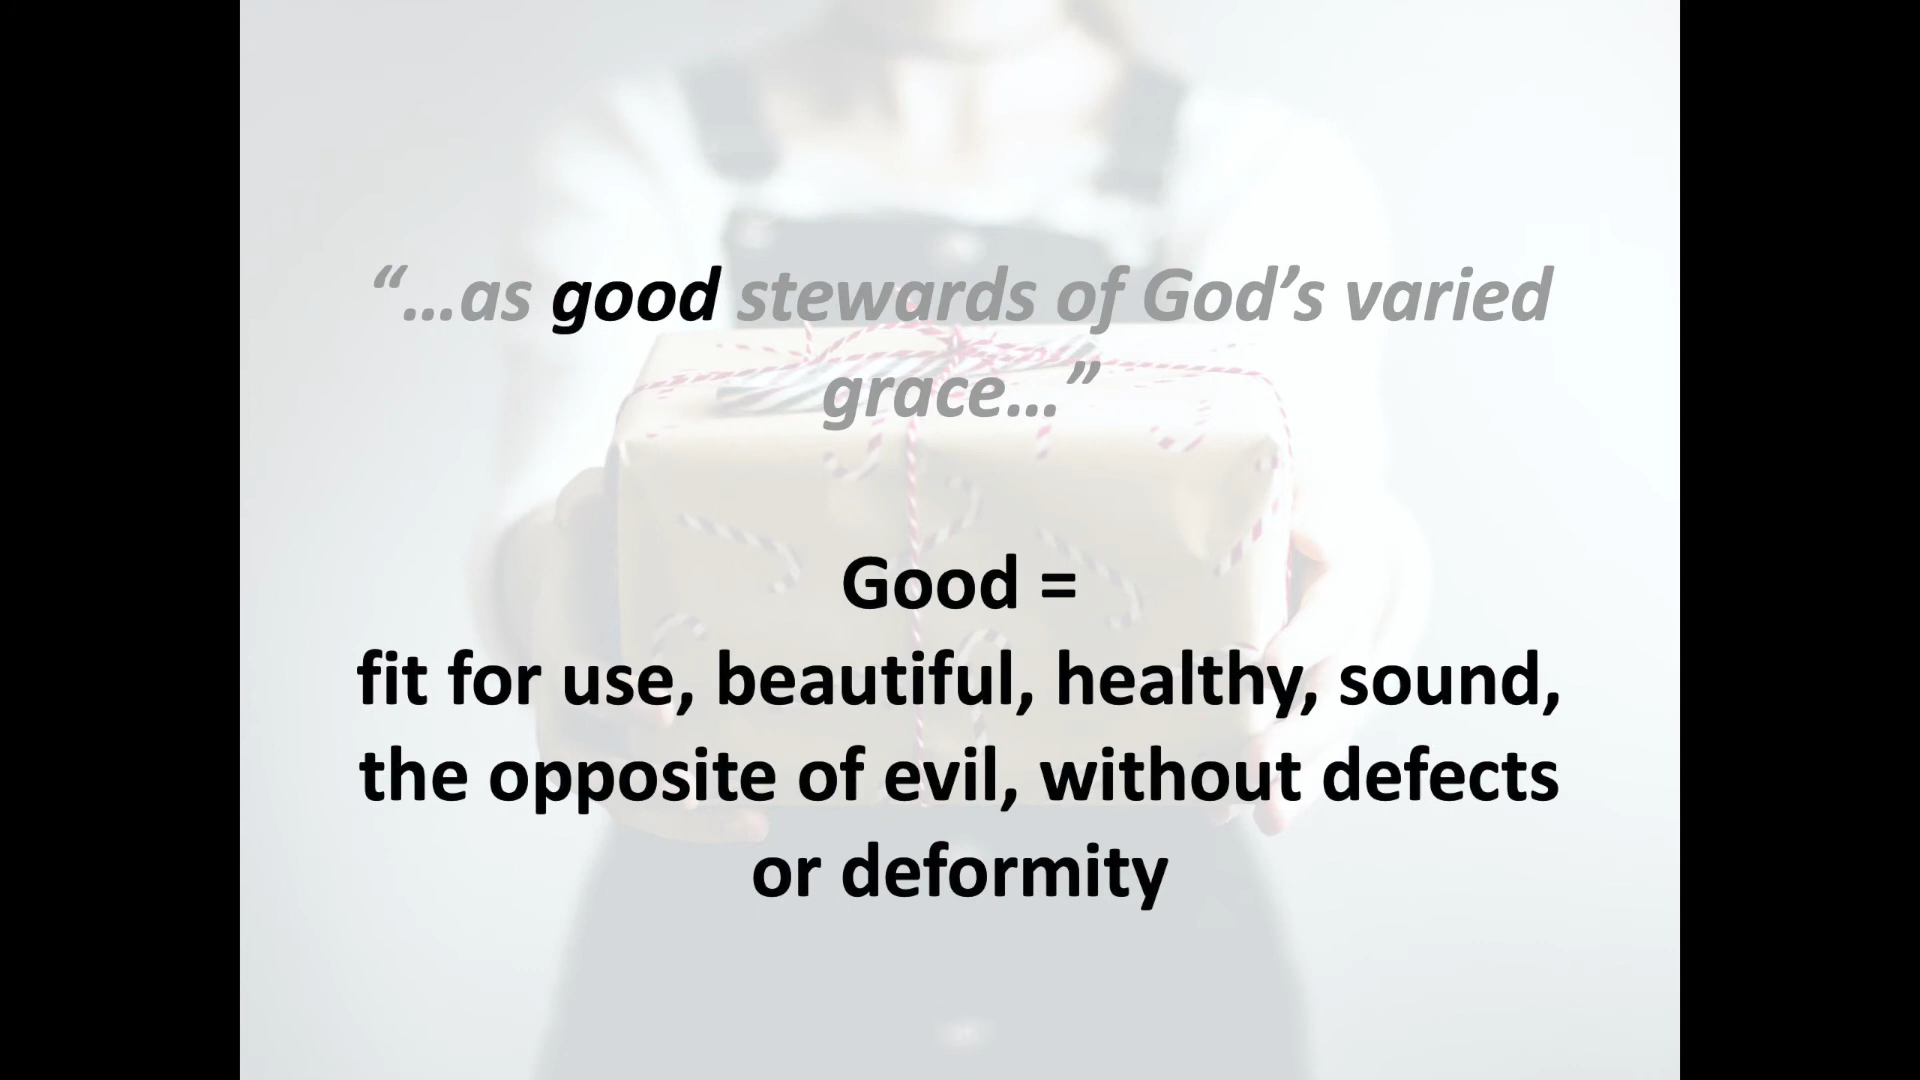 “…as good stewards of God’s varied
grace…”
Good =
fit for use, beautiful, healthy, sound,
the opposite of evil, without defects
or deformity